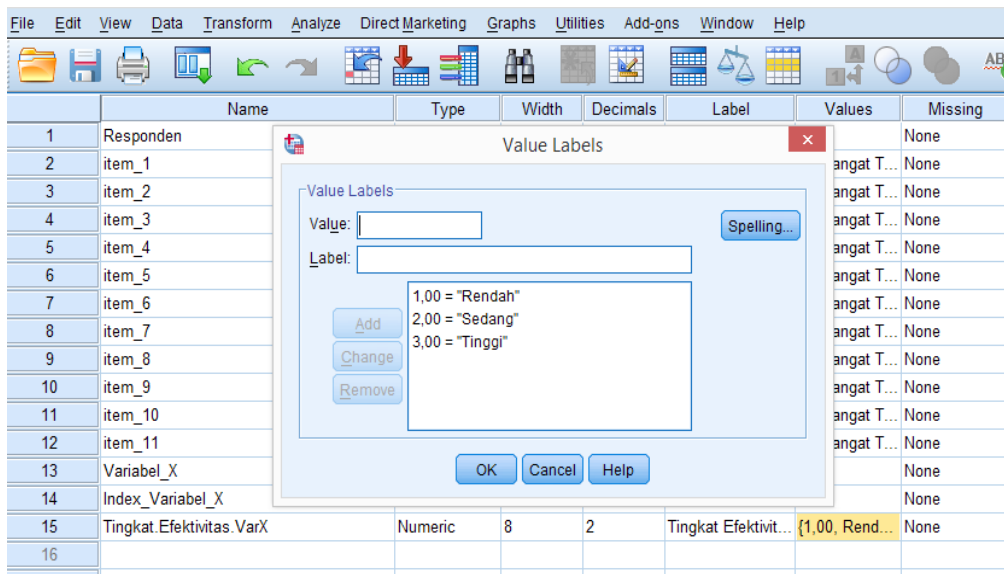 File Edit View Data Transform Analyze Direct Marketing Graphs Utilities Add-ons Window Help
Name Type Width Decimals Label Values Missing
1 Responden None
2 item_1 angat T... None
3 item_2 angat T... None
4 item_3 angat T... None
5 item_4 angat T... None
6 item_5 angat T... None
7 item_6 angat T... None
8 item_7 angat T... None
9 item_8 angat T... None
10 item_9 angat T... None
11 item_10 angat T... None
12 item_11 angat T... None
13 Variabel_X None
14 Index_Variabel_X None
15 Tingkat.Efektivitas.VarX Numeric 8 2 Tingkat Efektivit... {1,00, Rend... None
16
Value Labels
Value Labels
Value:
Spelling...
Label:
1,00 = "Rendah"
2,00 = "Sedang"
3,00 = "Tinggi"
Add
Change
Remove
OK Cancel Help
A
1 4
AB